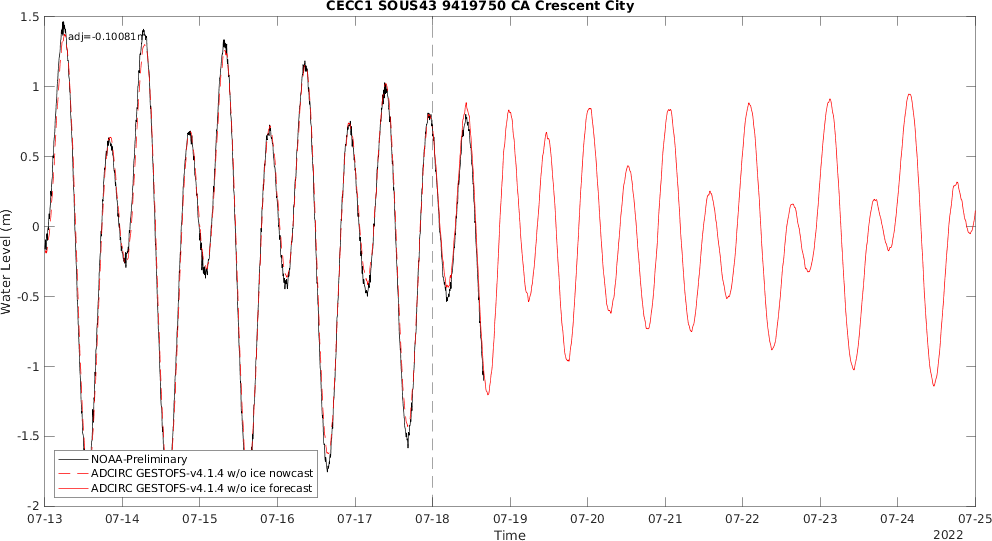 CECC1 SOUS43 9419750 CA Crescent City
adj=-0.10081m
1.5
1
0.5
0
-0.5
-1
-1.5
-2
Water Level (m)
NOAA-Preliminary
ADCIRC GESTOFS-v4.1.4 w/o ice nowcast
ADCIRC GESTOFS-v4.1.4 w/o ice forecast
07-13 07-14 07-15 07-16 07-17 07-18 07-19 07-20 07-21 07-22 07-23 07-24 07-25
Time
2022